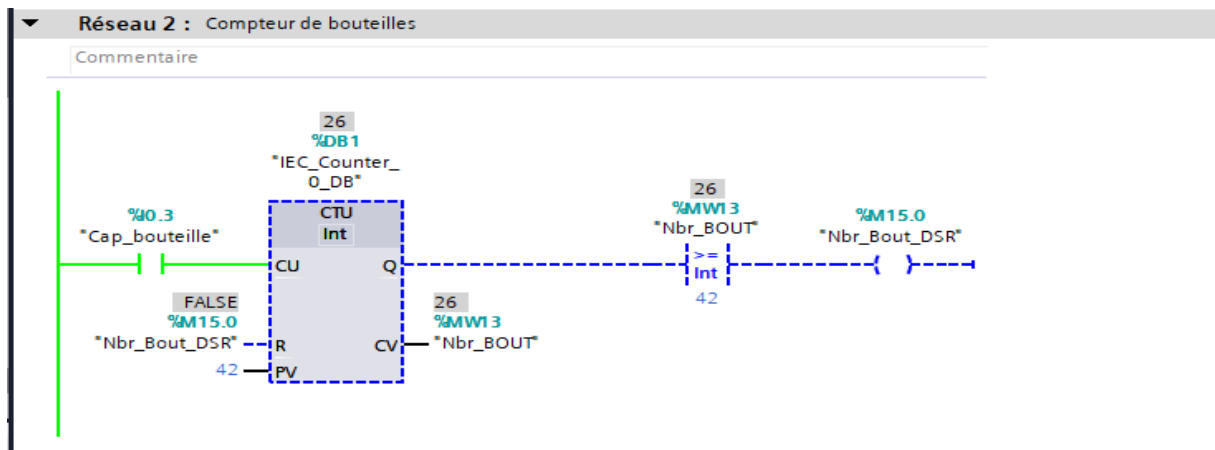 Réseau 2 : Compteur de bouteilles
Commentaire
26
%DB1
"IEC_Counter_
0_DB"
CTU
Int
%I0.3
"Cap_bouteille"
CU
Q
FALSE
%M15.0
"Nbr_Bout_DSR"
R
42
PV
26
%MW13
CV
"Nbr_BOUT"
26
%MW13
"Nbr_BOUT"
>=
Int
42
%M15.0
"Nbr_Bout_DSR"